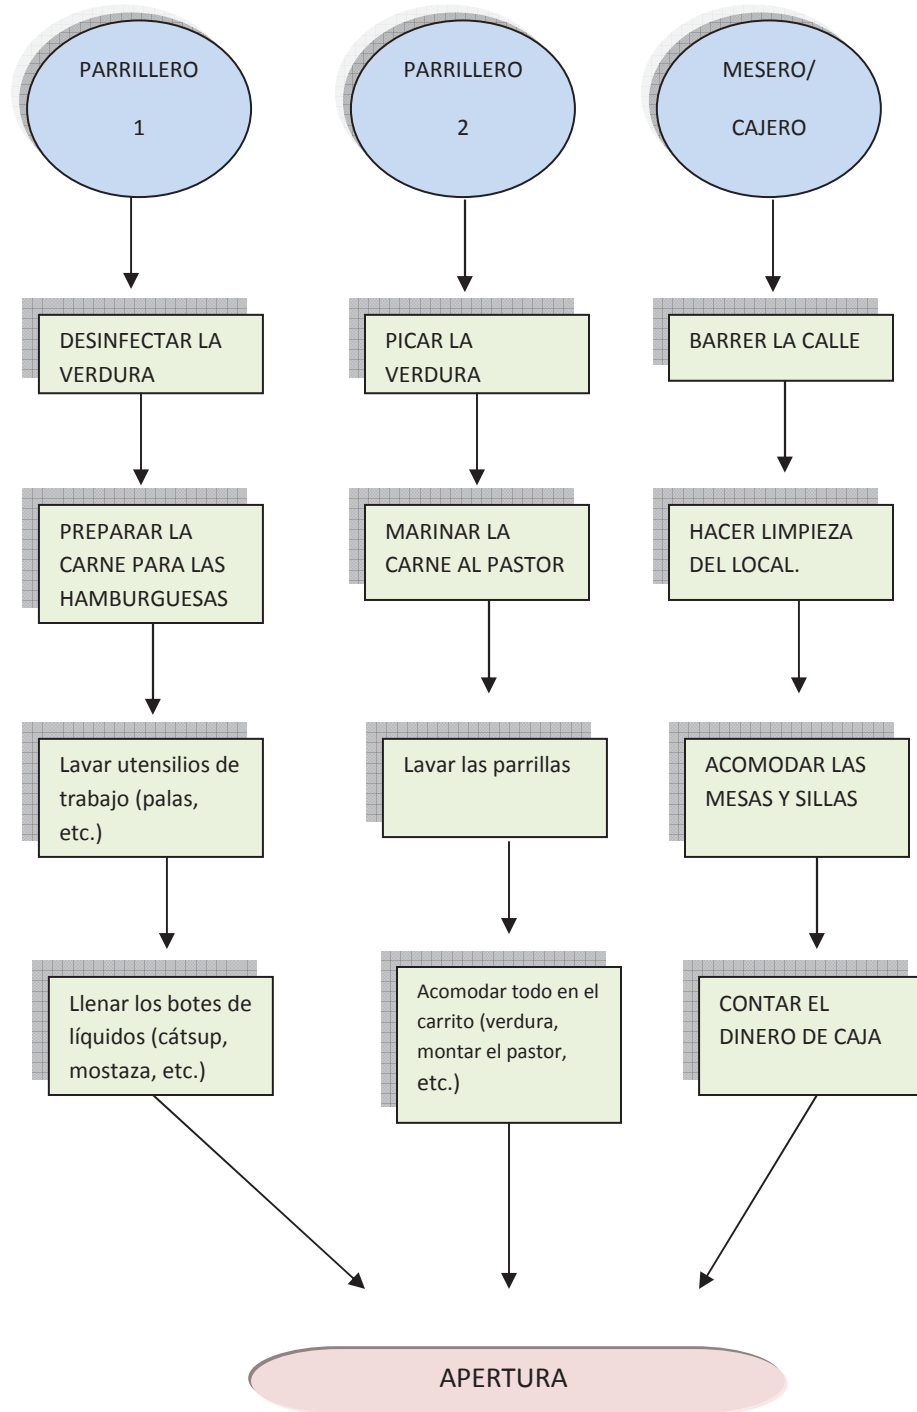 PARRILLERO
1
PARRILLERO
2
MESERO/
CAJERO
DESINFECTAR LA
VERDURA
PICAR LA
VERDURA
BARRER LA CALLE
PREPARAR LA
CARNE PARA LAS
HAMBURGUESAS
MARINAR LA
CARNE AL PASTOR
HACER LIMPIEZA
DEL LOCAL.
Lavar utensilios de
trabajo (palas,
etc.)
Lavar las parrillas
ACOMODAR LAS
MESAS Y SILLAS
Llenar los botes de
líquidos (cátsup,
mostaza, etc.)
Acomodar todo en el
carrito (verdura,
montar el pastor,
etc.)
CONTAR EL
DINERO DE CAJA
APERTURA